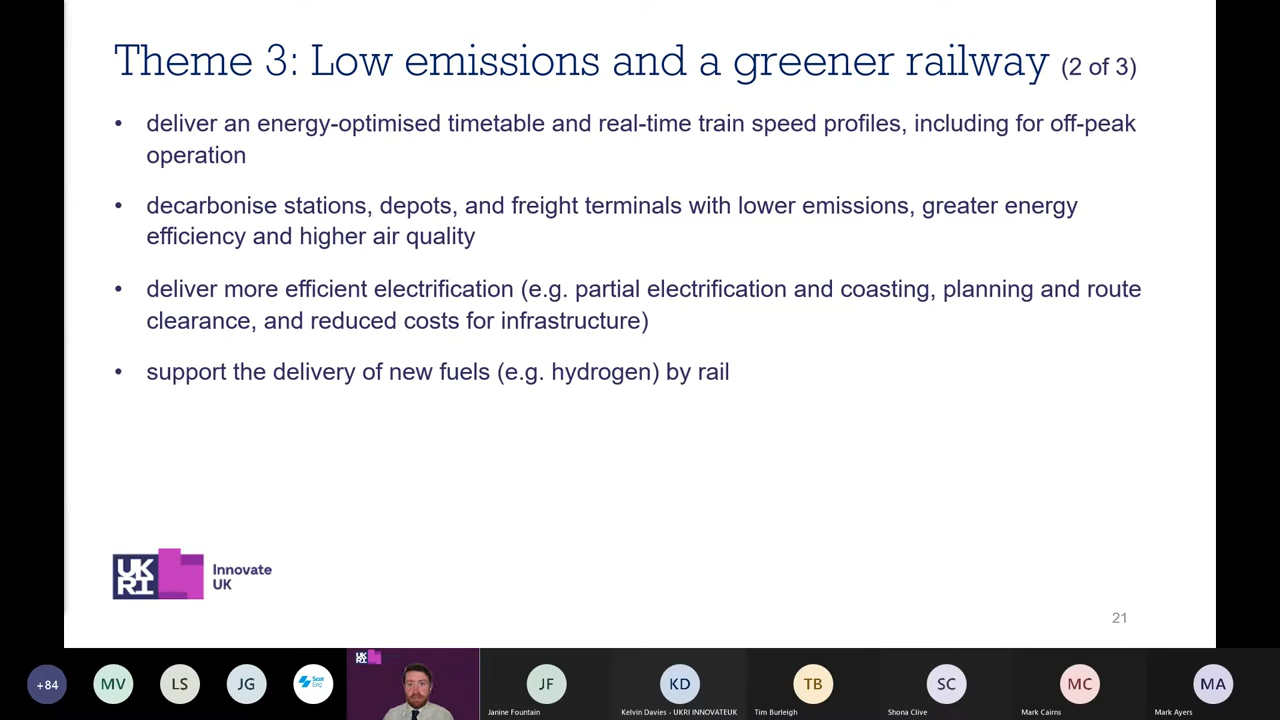 Theme 3: Low emissions and a greener railway (2 of 3)
• deliver an energy-optimised timetable and real-time train speed profiles, including for off-peak
operation
• decarbonise stations, depots, and freight terminals with lower emissions, greater energy
efficiency and higher air quality
• deliver more efficient electrification (e.g. partial electrification and coasting, planning and route
clearance, and reduced costs for infrastructure)
• support the delivery of new fuels (e.g. hydrogen) by rail
UK
RI
Innovate
UK
21
+84
MV
LS
JG
Scot
Eng
UK
RI
JF
KD
TB
SC
MC
MA
Janine Fountain
Kelvin Davies - UKRI INNOVATEUK
Tim Burleigh
Shona Clive
Mark Cairns
Mark Ayers